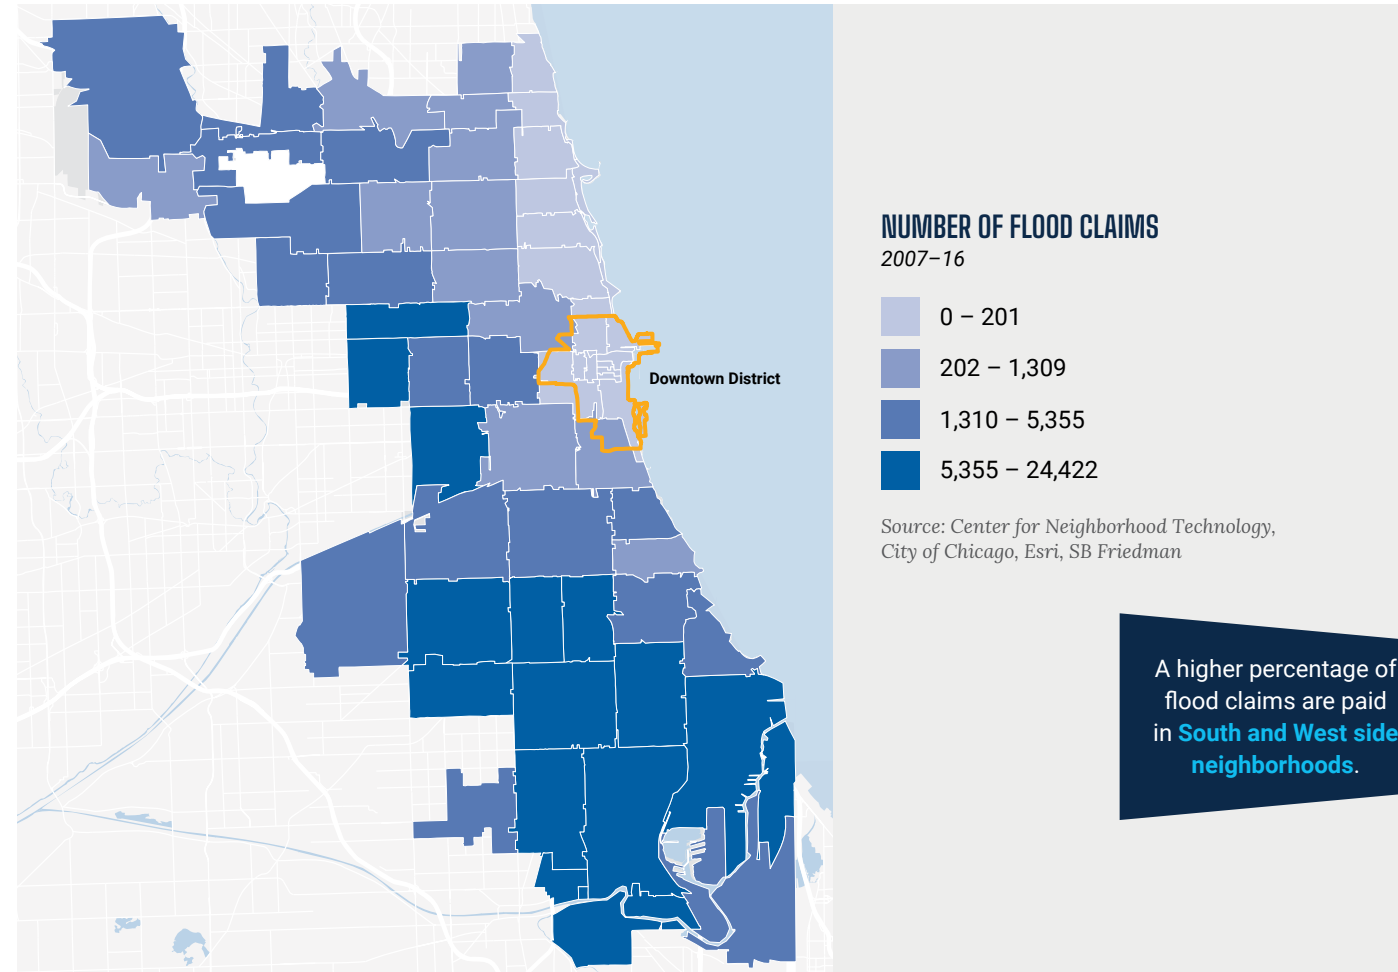 Downtown District
NUMBER OF FLOOD CLAIMS
2007–16
0 – 201
202 – 1,309
1,310 – 5,355
5,355 – 24,422
Source: Center for Neighborhood Technology,
City of Chicago, Esri, SB Friedman
A higher percentage of
flood claims are paid
in South and West side
neighborhoods.